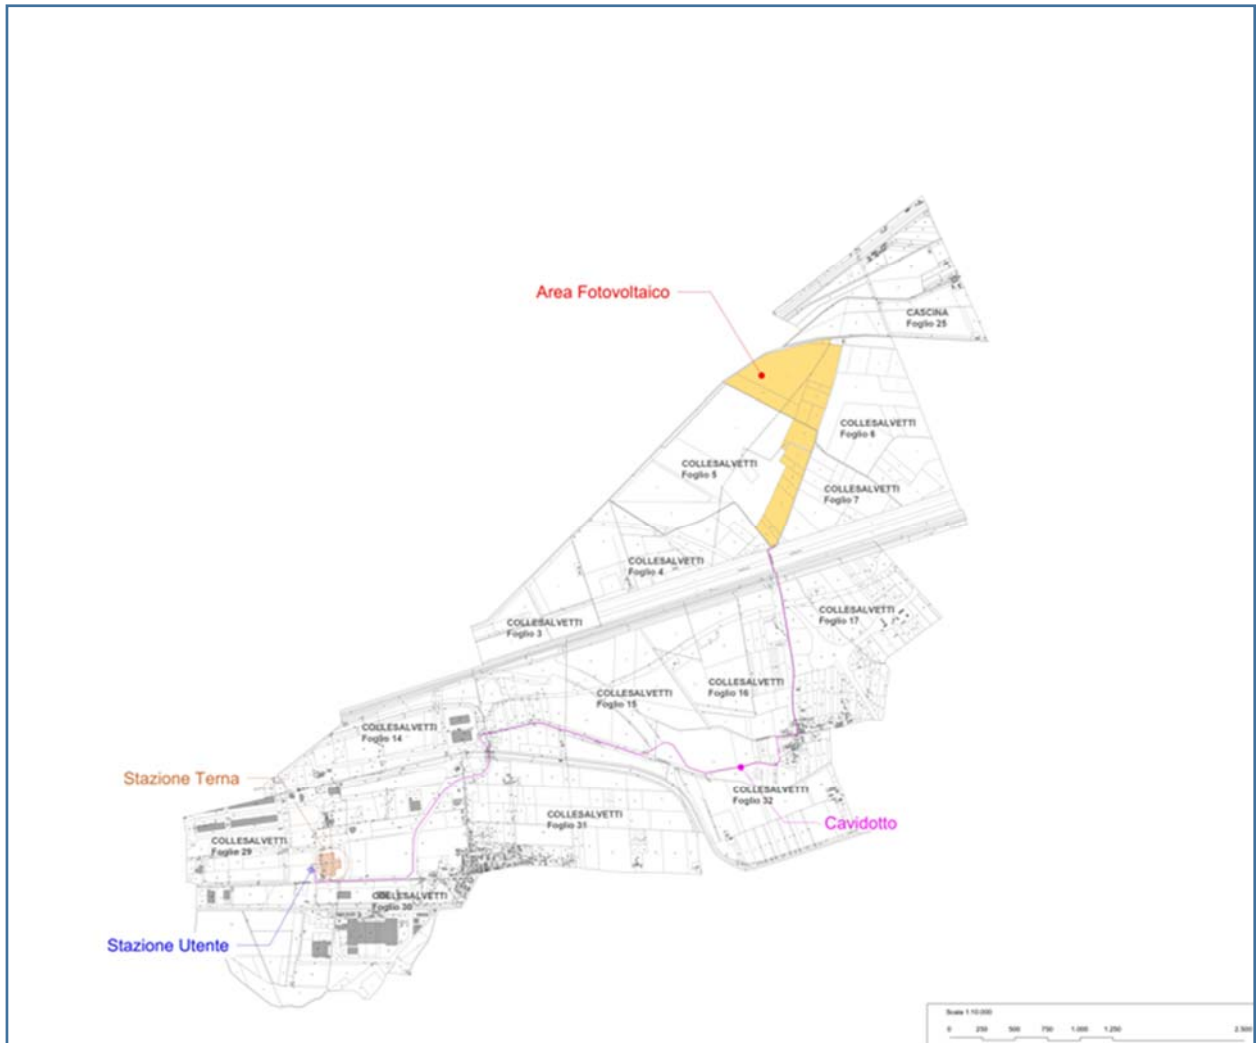 Area Fotovoltaico
CASCINA
Foglio 25
COLLESALVETTI
Foglio 6
COLLESALVETTI
Foglio 5
COLLESALVETTI
Foglio 7
COLLESALVETTI
Foglio 4
COLLESALVETTI
Foglio 17
COLLESALVETTI
Foglio 3
COLLESALVETTI
Foglio 16
COLLESALVETTI
Foglio 15
COLLESALVETTI
Foglio 14
Stazione Terna
COLLESALVETTI
Foglio 32
COLLESALVETTI
Foglio 31
Cavidotto
COLLESALVETTI
Foglio 29
COLLESALVETTI
Foglio 30
Stazione Utente
Scala 1:10.000
0 250 500 750 1.000 1.250 2.500